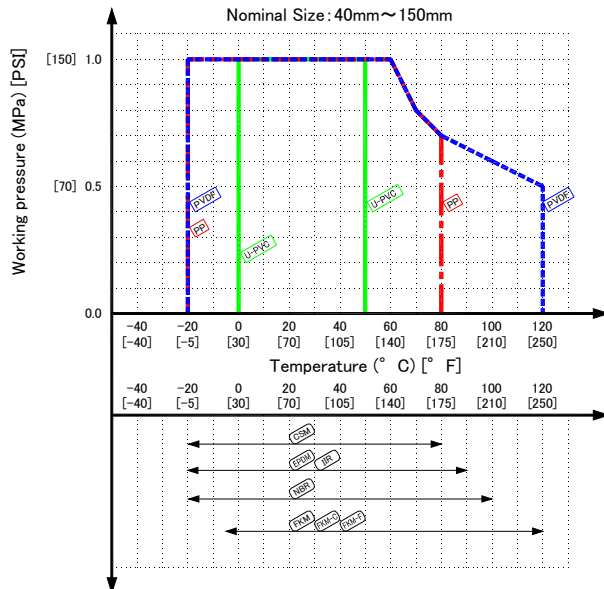 Nominal Size: 40mm～150mm
Working pressure (MPa) [PSI]
[150] 1.0
[70] 0.5
0.0
PVDF
PP
U-PVC
U-PVC
PP
PVDF
-40 -20 0 20 40 60 80 100 120
[-40] [-5] [30] [70] [105] [140] [175] [210] [250]
Temperature (° C) [° F]
-40 -20 0 20 40 60 80 100 120
[-40] [-5] [30] [70] [105] [140] [175] [210] [250]
CSM
EPDM IIR
NBR
FKM FKM-C FKM-F